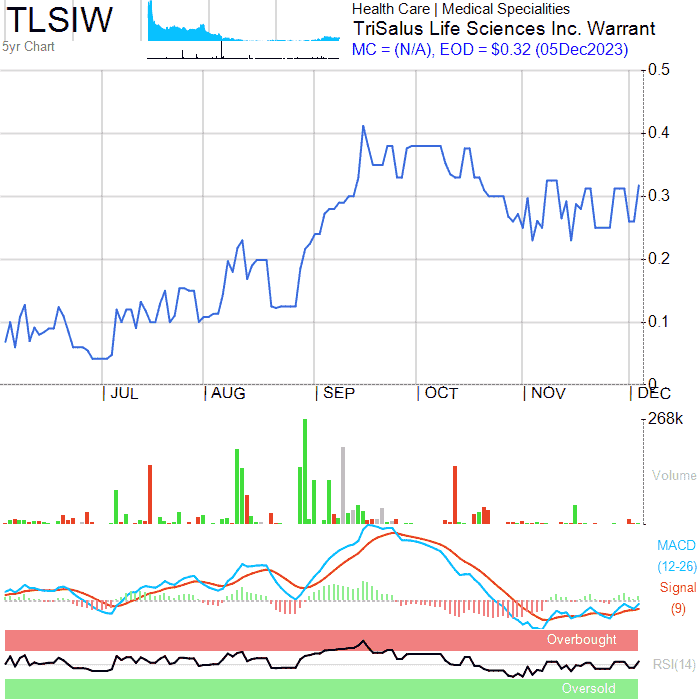 TLSIW
5yr Chart
Health Care | Medical Specialities
TriSalus Life Sciences Inc. Warrant
MC = (N/A), EOD = $0.32 (05Dec2023)
0.5
0.4
0.3
0.2
0.1
0
| JUL | AUG | SEP | OCT | NOV | DEC
268k
Volume
MACD
(12-26)
Signal
(9)
Overbought
RSI(14)
Oversold